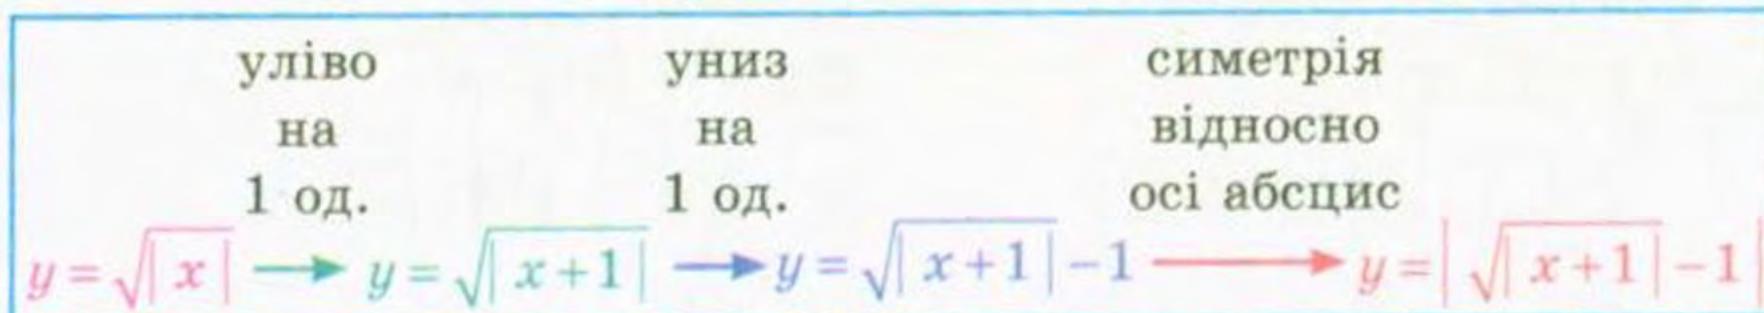 уліво униз симетрія
на на відносно
1 од. 1 од. осі абсцис
y=√|x| → y=√|x+1| → y=√|x+1|−1 → y=|√|x+1|−1|